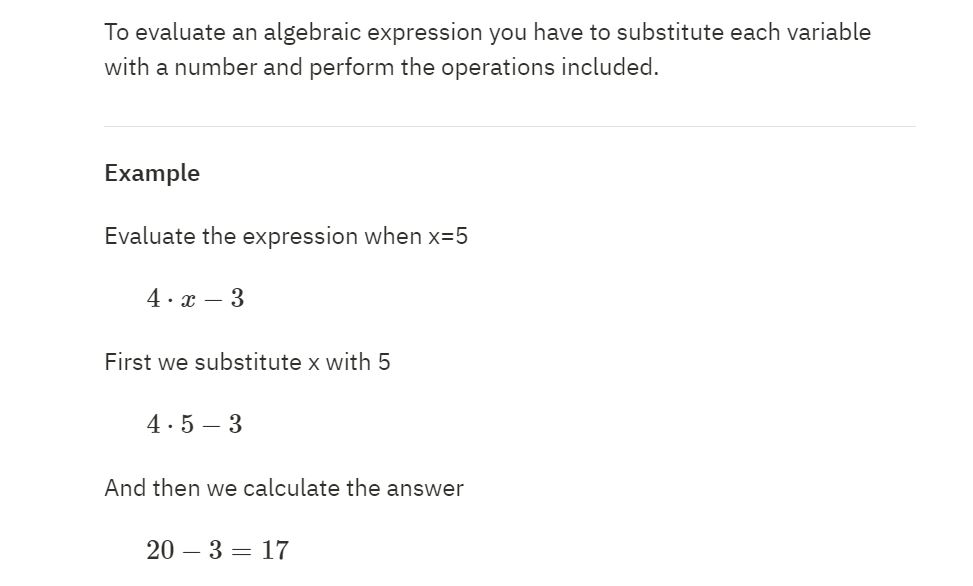 To evaluate an algebraic expression you have to substitute each variable
with a number and perform the operations included.
Example
Evaluate the expression when x=5
4 · x − 3
First we substitute x with 5
4 · 5 − 3
And then we calculate the answer
20 − 3 = 17